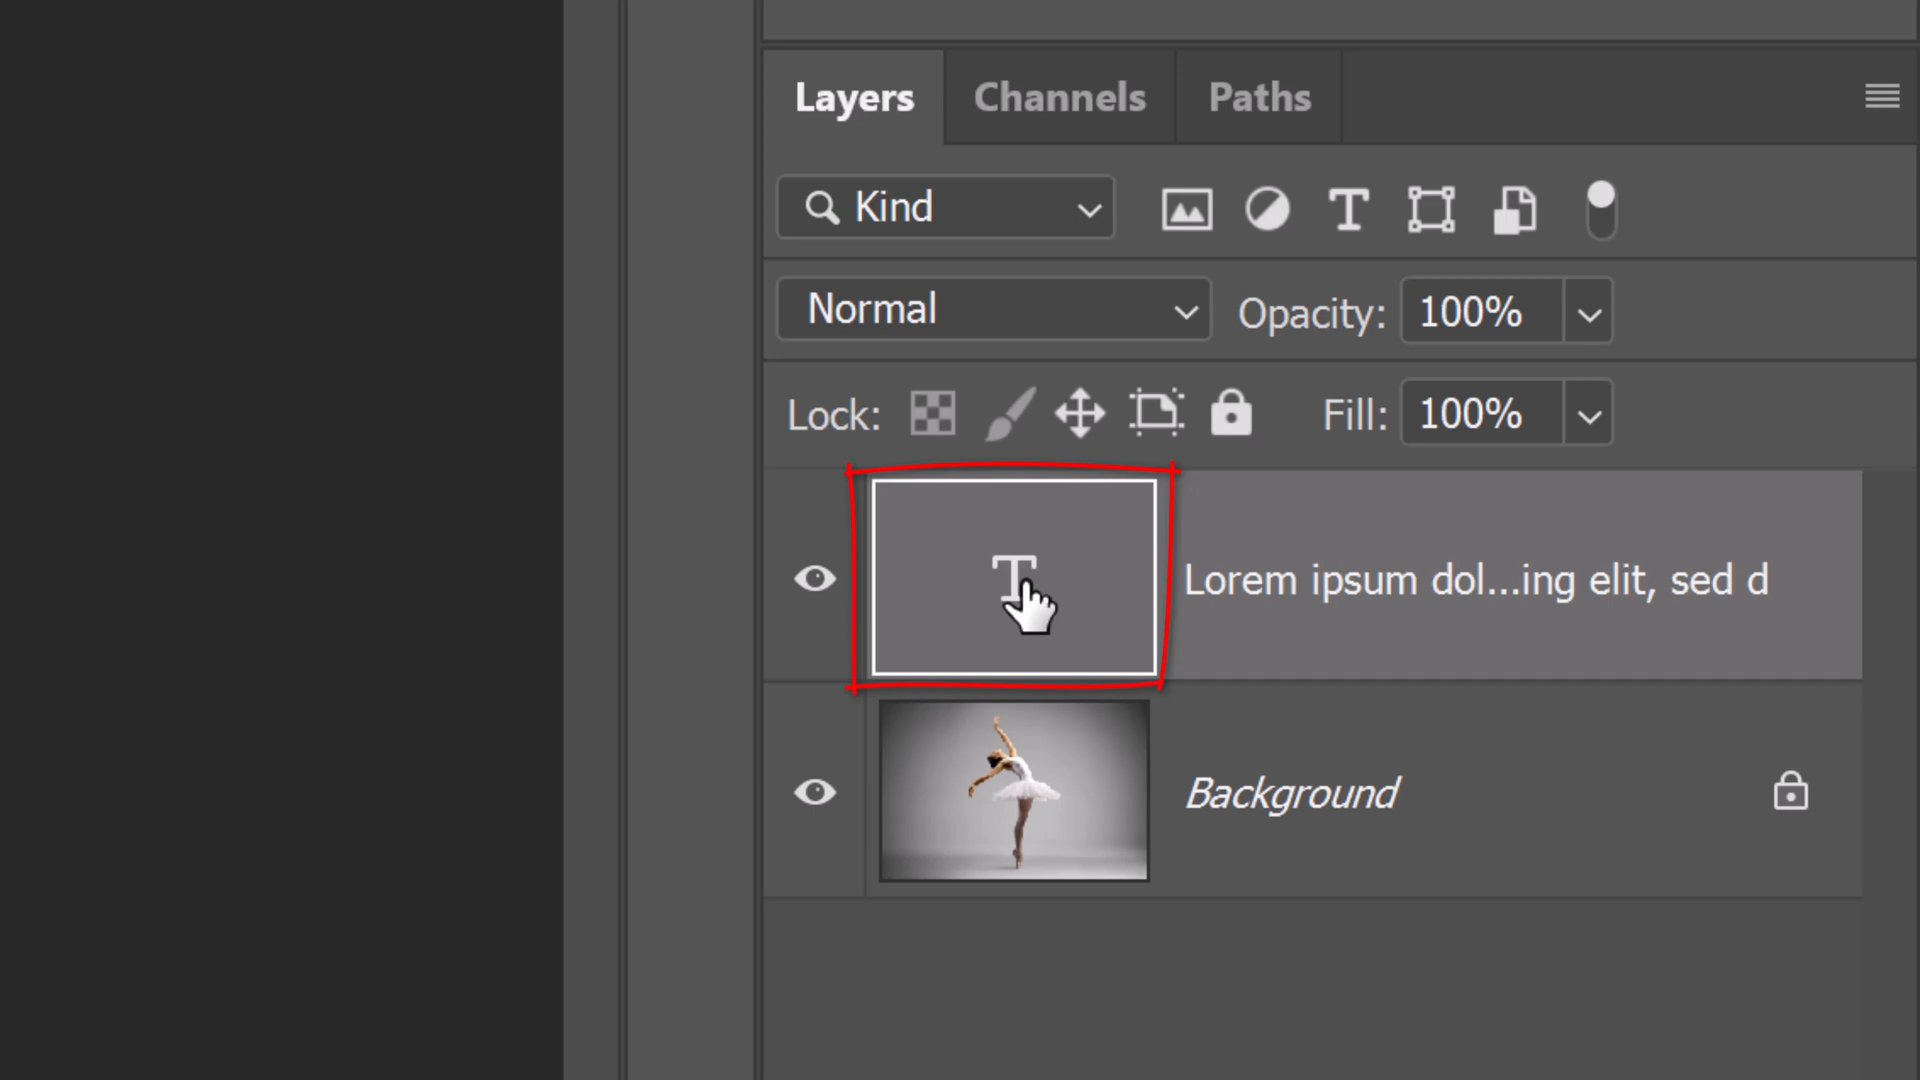 Layers Channels Paths
Kind
Normal Opacity: 100%
Lock: Fill: 100%
Lorem ipsum dol...ing elit, sed d
Background